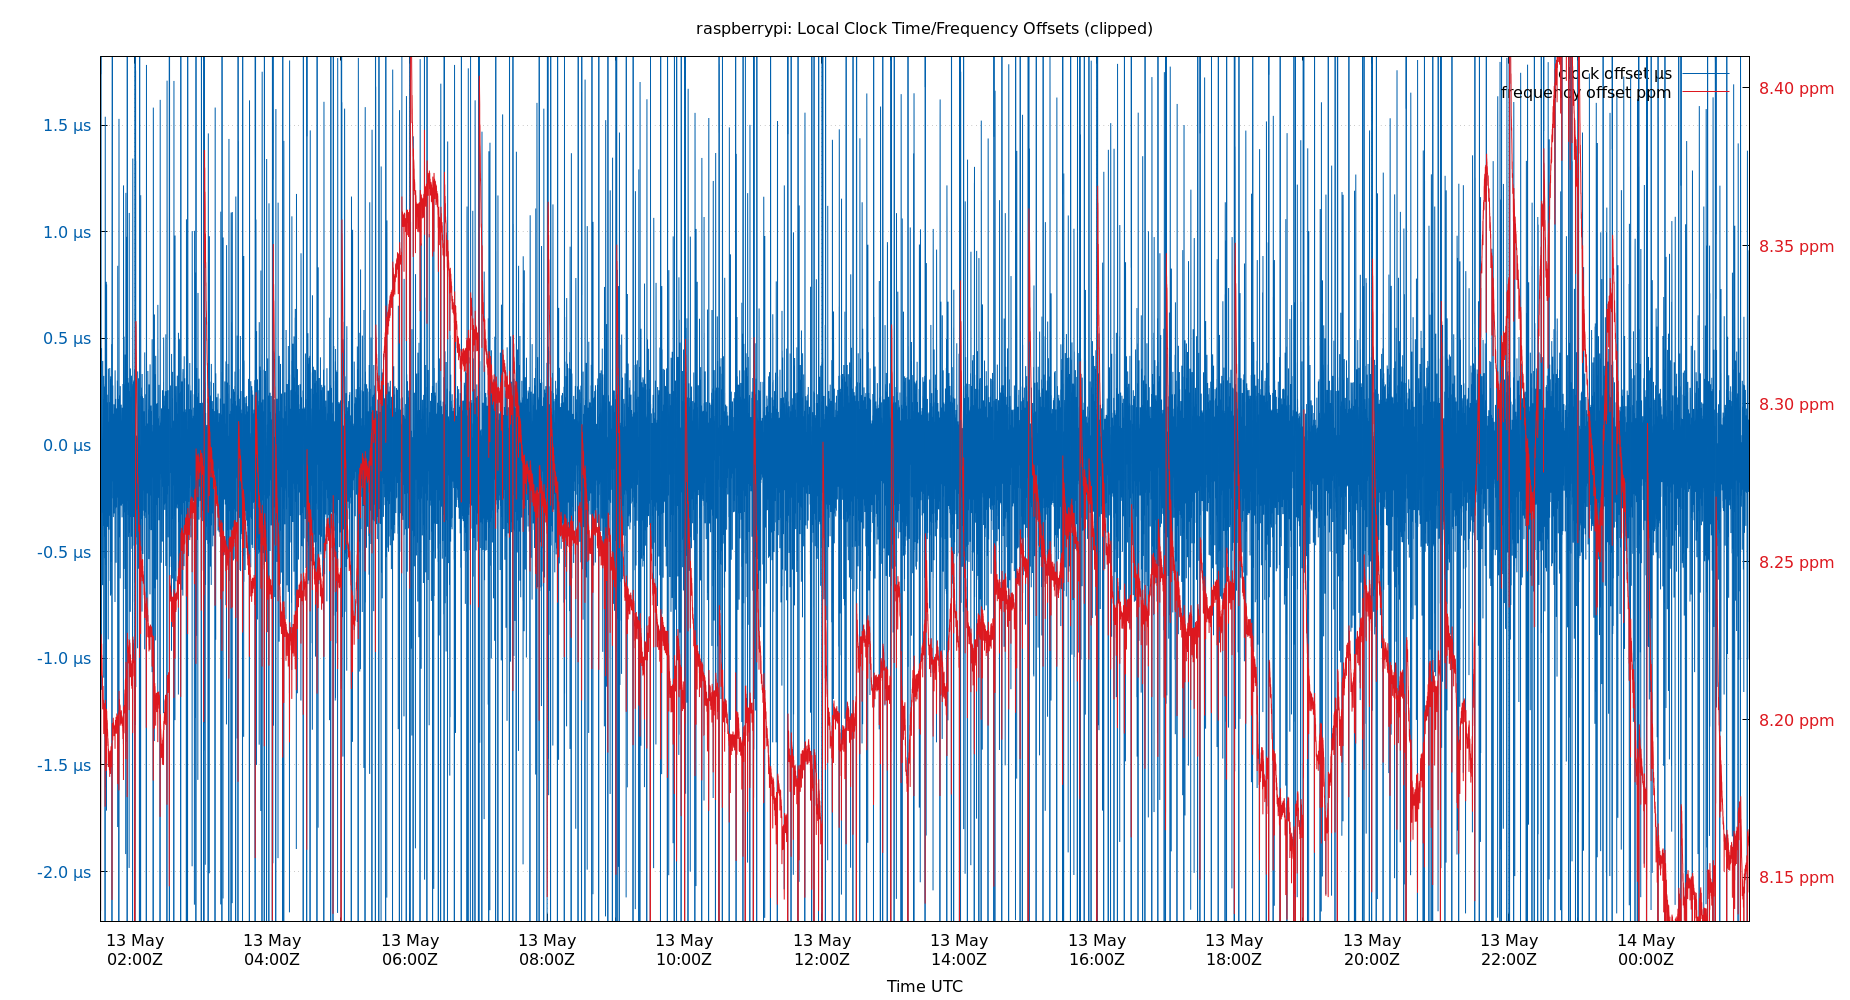 raspberrypi: Local Clock Time/Frequency Offsets (clipped)
clock offset µs
frequency offset ppm
1.5 µs
1.0 µs
0.5 µs
0.0 µs
-0.5 µs
-1.0 µs
-1.5 µs
-2.0 µs
8.40 ppm
8.35 ppm
8.30 ppm
8.25 ppm
8.20 ppm
8.15 ppm
13 May 13 May 13 May 13 May 13 May 13 May 13 May 13 May 13 May 13 May 13 May 14 May
02:00Z 04:00Z 06:00Z 08:00Z 10:00Z 12:00Z 14:00Z 16:00Z 18:00Z 20:00Z 22:00Z 00:00Z
Time UTC